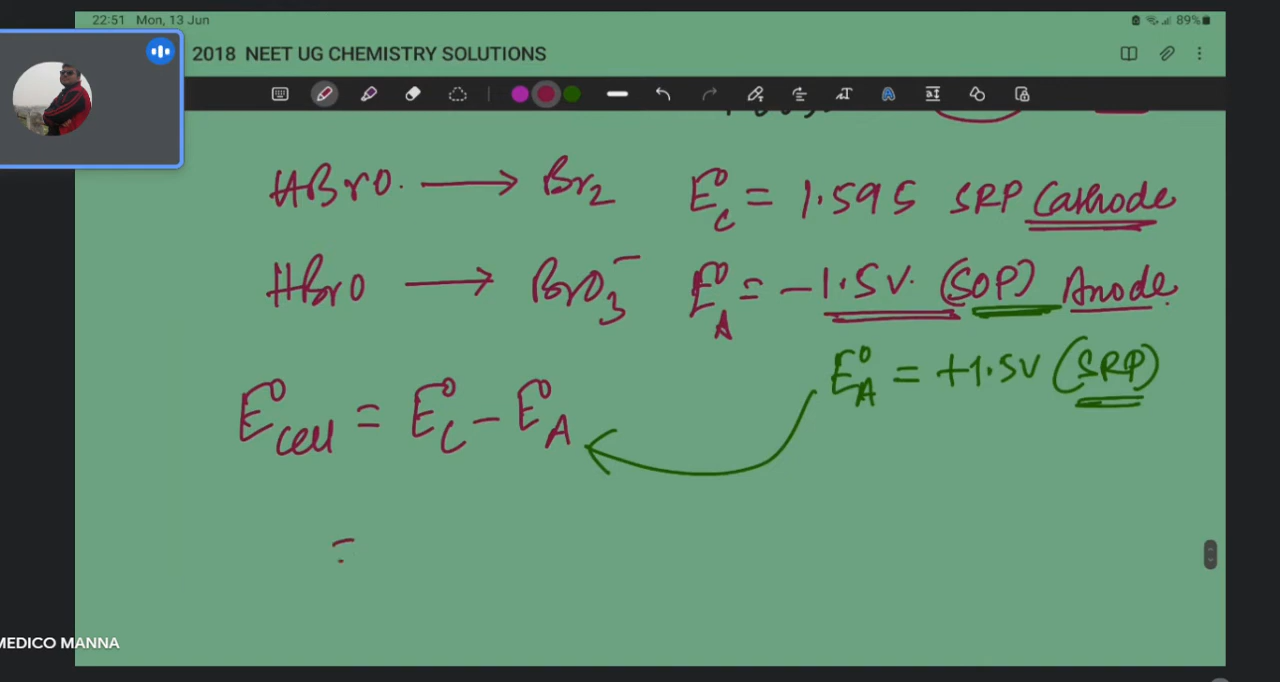 22:51 Mon, 13 Jun 89%
2018 NEET UG CHEMISTRY SOLUTIONS
HBrO. ⟶ Br₂ E°C = 1.595 SRP Cathode
HBrO ⟶ BrO₃⁻ E°A = -1.5V. (SOP) Anode.
E°A = +1.5V (SRP)
E°cell = E°C - E°A
=
MEDICO MANNA